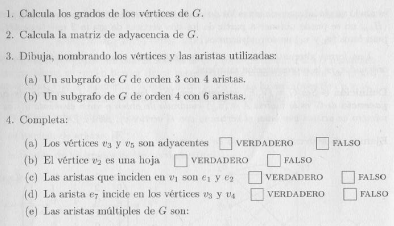 1. Calcula los grados de los vértices de G.
2. Calcula la matriz de adyacencia de G.
3. Dibuja, nombrando los vértices y las aristas utilizadas:
(a) Un subgrafo de G de orden 3 con 4 aristas.
(b) Un subgrafo de G de orden 4 con 6 aristas.
4. Completa:
(a) Los vértices v₃ y v₅ son adyacentes □ VERDADERO □ FALSO
(b) El vértice v₂ es una hoja □ VERDADERO □ FALSO
(c) Las aristas que inciden en v₁ son e₁ y e₂ □ VERDADERO □ FALSO
(d) La arista e₇ incide en los vértices v₃ y v₄ □ VERDADERO □ FALSO
(e) Las aristas múltiples de G son: